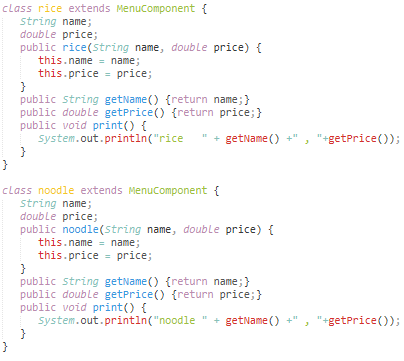 class rice extends MenuComponent {
   String name;
   double price;
   public rice(String name, double price) {
      this.name = name;
      this.price = price;
   }
   public String getName() {return name;}
   public double getPrice() {return price;}
   public void print() {
      System.out.println("rice   " + getName() +" , "+getPrice());
   }
}

class noodle extends MenuComponent {
   String name;
   double price;
   public noodle(String name, double price) {
      this.name = name;
      this.price = price;
   }
   public String getName() {return name;}
   public double getPrice() {return price;}
   public void print() {
      System.out.println("noodle " + getName() +" , "+getPrice());
   }
}